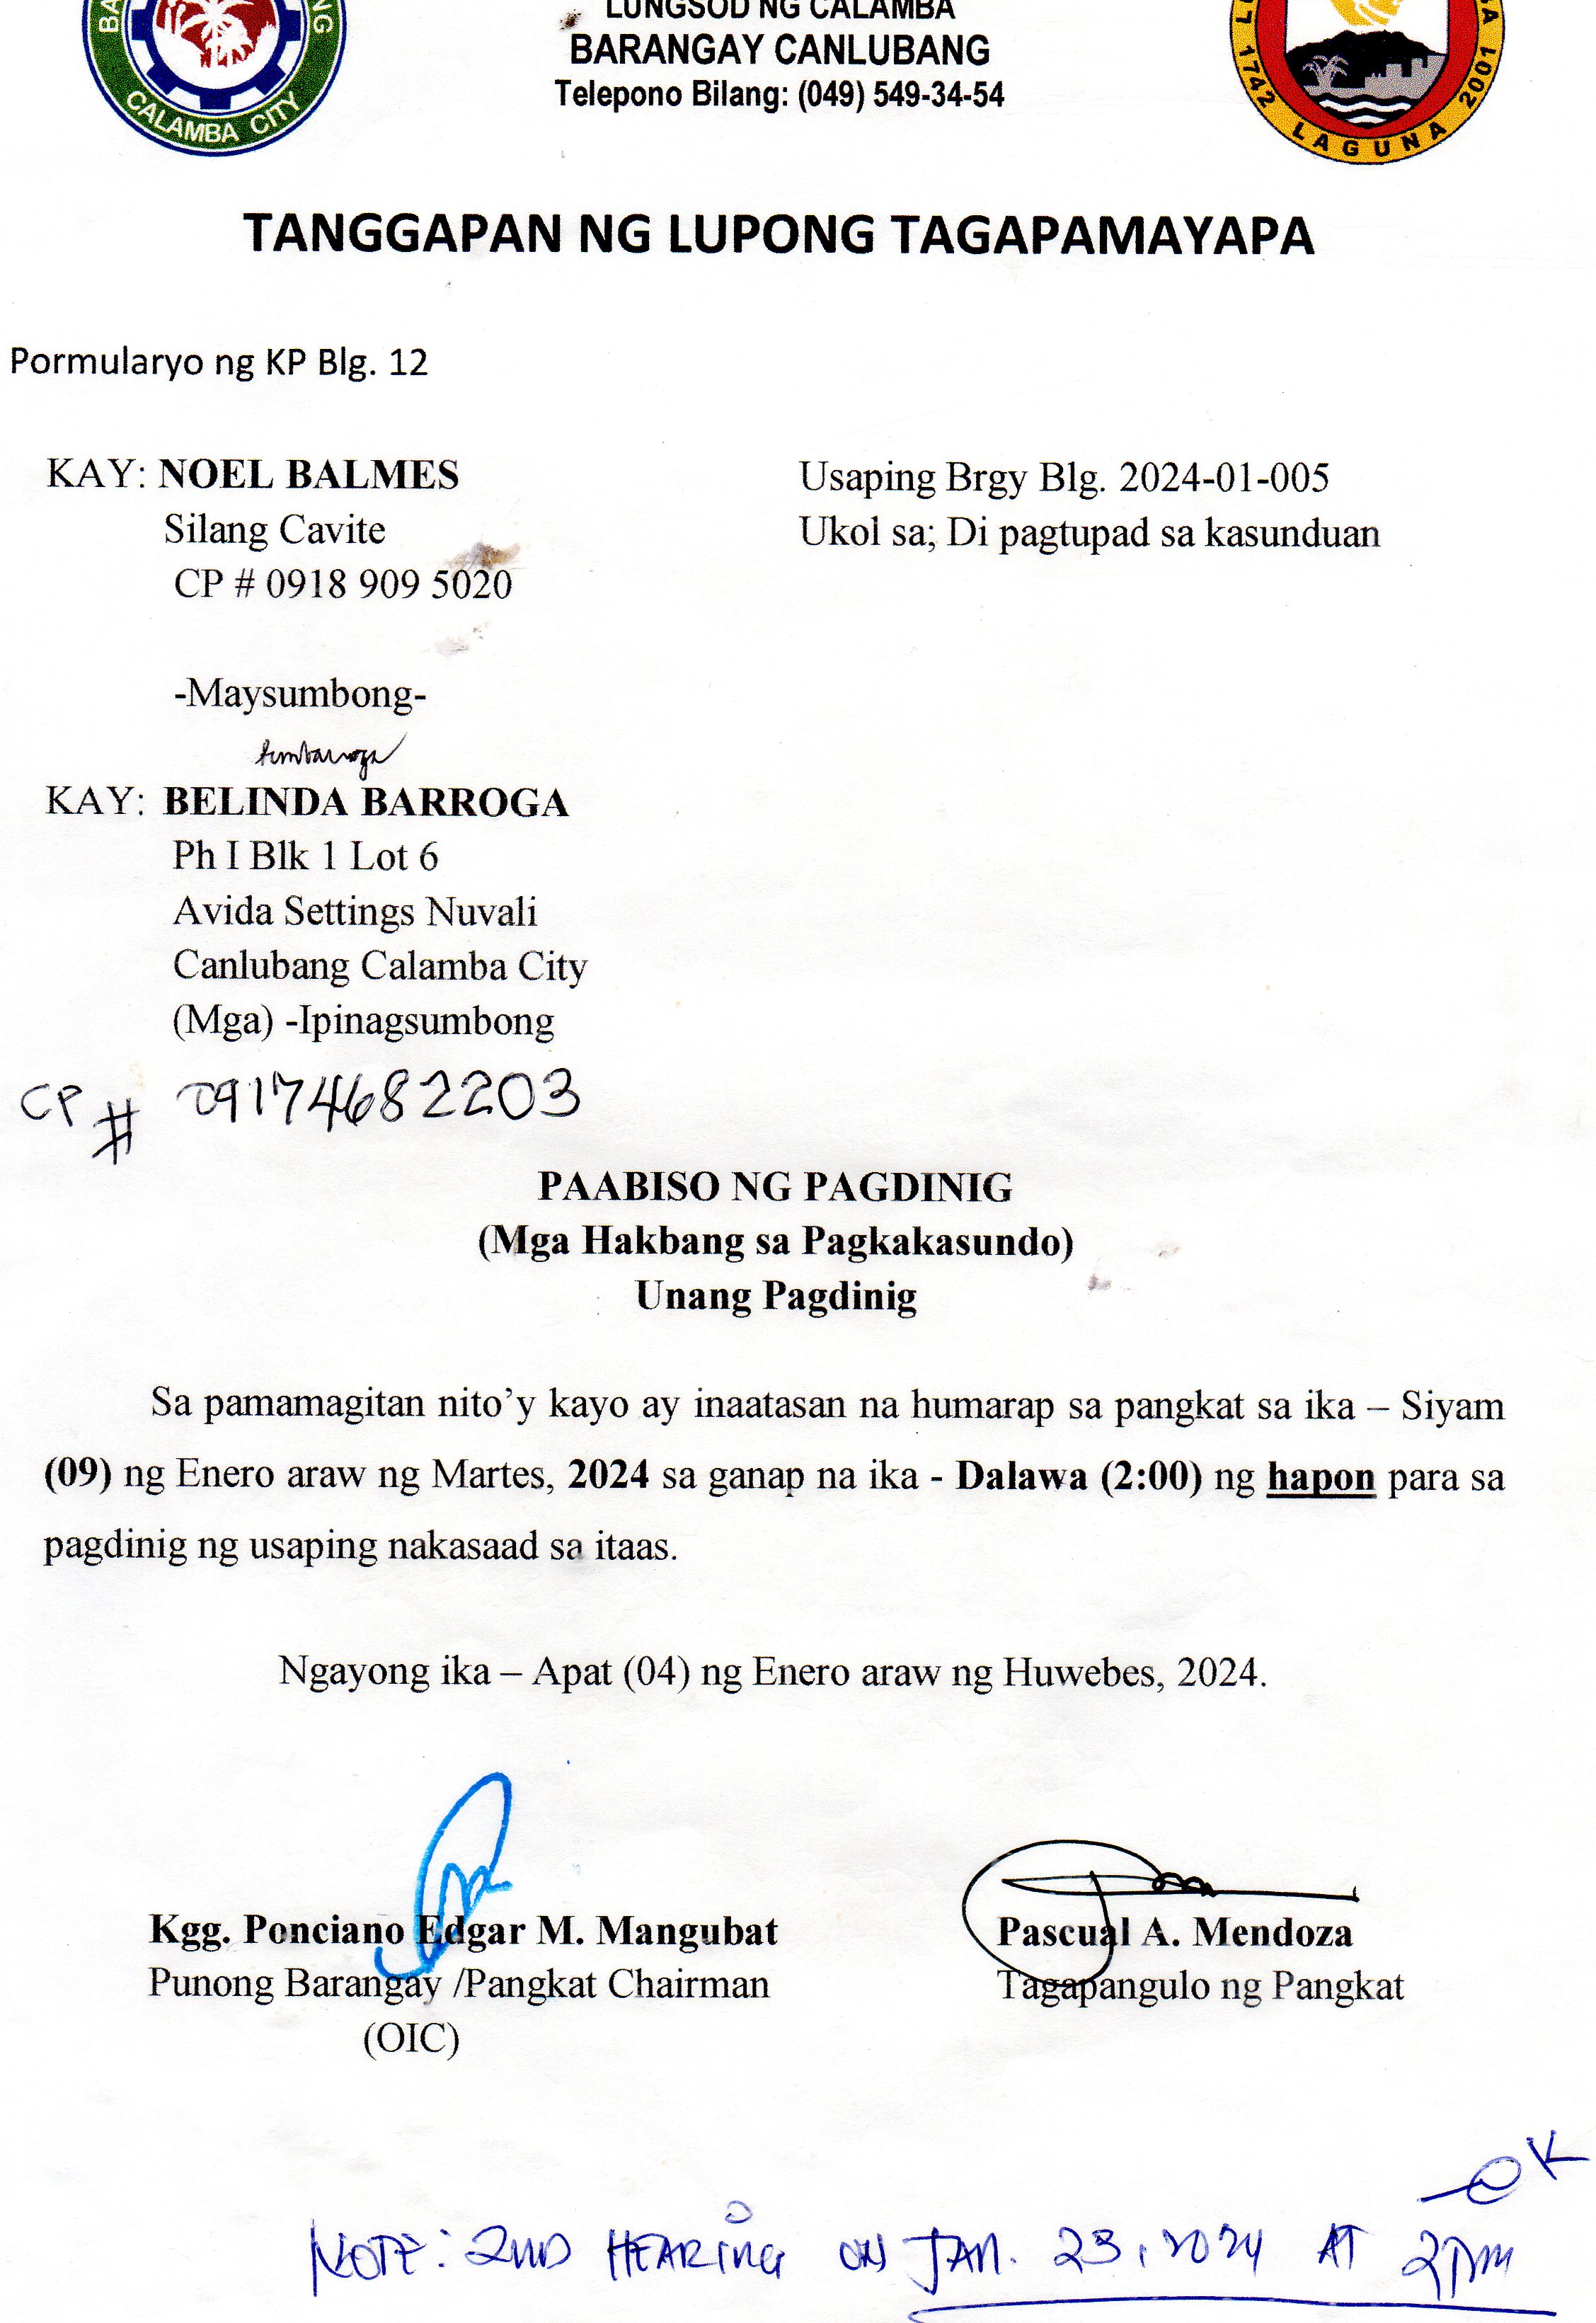 LUNGSOD NG CALAMBA
BARANGAY CANLUBANG
Telepono Bilang: (049) 549-34-54
CALAMBA CITY
1742 LAGUNA 2001
TANGGAPAN NG LUPONG TAGAPAMAYAPA
Pormularyo ng KP Blg. 12
KAY: NOEL BALMES
Silang Cavite
CP # 0918 909 5020
-Maysumbong-
Usaping Brgy Blg. 2024-01-005
Ukol sa; Di pagtupad sa kasunduan
KAY: BELINDA BARROGA
Ph I Blk 1 Lot 6
Avida Settings Nuvali
Canlubang Calamba City
(Mga) -Ipinagsumbong
CP # 09174682203
PAABISO NG PAGDINIG
(Mga Hakbang sa Pagkakasundo)
Unang Pagdinig
Sa pamamagitan nito’y kayo ay inaatasan na humarap sa pangkat sa ika – Siyam
(09) ng Enero araw ng Martes, 2024 sa ganap na ika - Dalawa (2:00) ng hapon para sa
pagdinig ng usaping nakasaad sa itaas.
Ngayong ika – Apat (04) ng Enero araw ng Huwebes, 2024.
Kgg. Ponciano Edgar M. Mangubat
Punong Barangay /Pangkat Chairman
(OIC)
Pascual A. Mendoza
Tagapangulo ng Pangkat
OK
NOTE: 2ND HEARING ON JAN. 23, 2024 AT 2PM